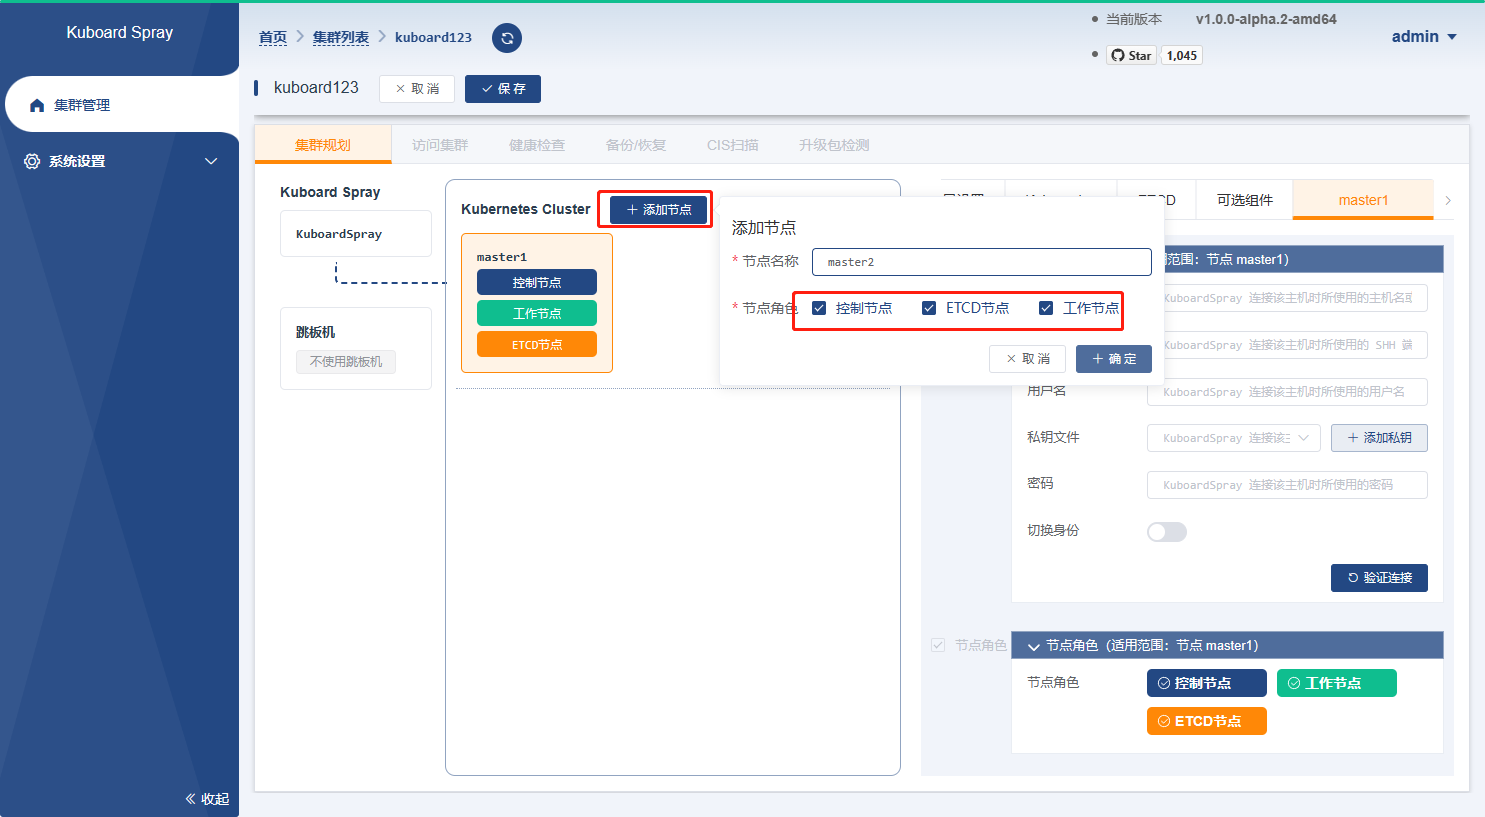 Kuboard Spray
集群管理
系统设置
收起
首页 > 集群列表 > kuboard123
当前版本 v1.0.0-alpha.2-amd64
Star 1,045
admin
kuboard123
取 消
保 存
集群规划
访问集群
健康检查
备份/恢复
CIS扫描
升级包检测
Kuboard Spray
KuboardSpray
跳板机
不使用跳板机
Kubernetes Cluster
添加节点
master1
控制节点
工作节点
ETCD节点
添加节点
* 节点名称
master2
* 节点角色
控制节点
ETCD节点
工作节点
取 消
确 定
可选组件
master1
范围：节点 master1）
KuboardSpray 连接该主机时所使用的主机名或
KuboardSpray 连接该主机时所使用的 SHH 端
用户名
KuboardSpray 连接该主机时所使用的用户名
私钥文件
KuboardSpray 连接该主
添加私钥
密码
KuboardSpray 连接该主机时所使用的密码
切换身份
验证连接
节点角色
节点角色（适用范围：节点 master1）
节点角色
控制节点
工作节点
ETCD节点